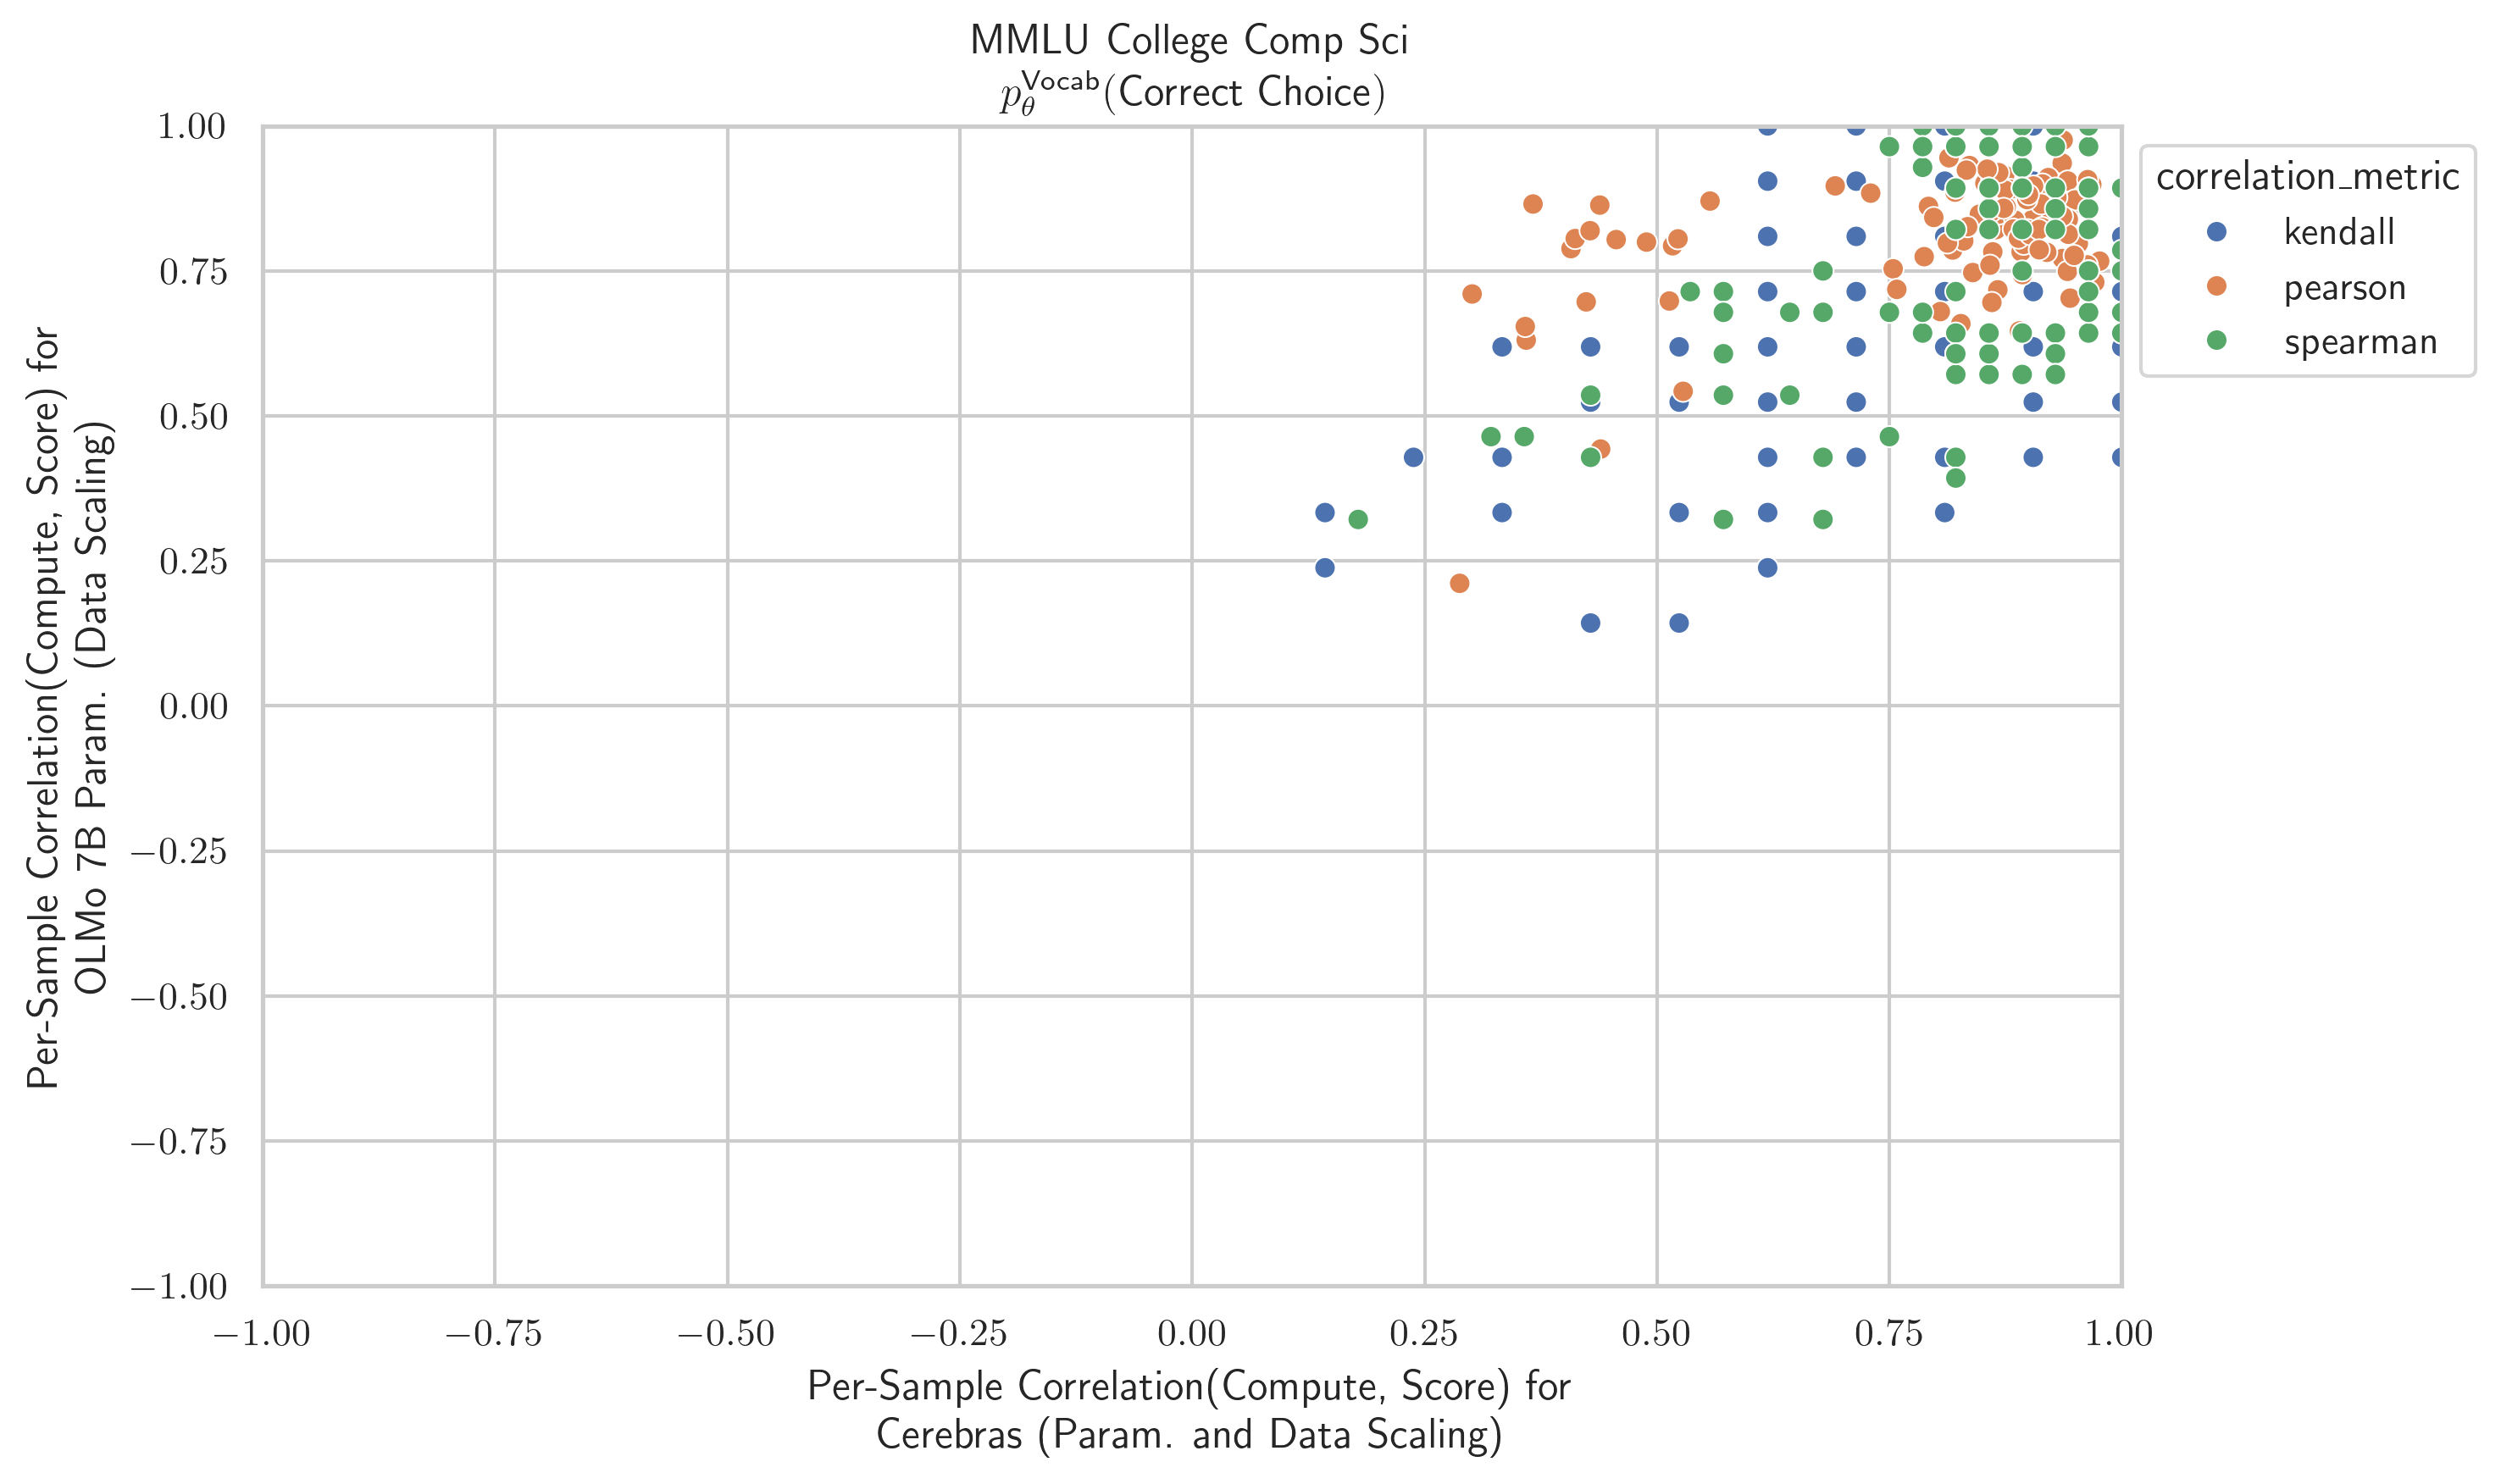 MMLU College Comp Sci
p_θ^Vocab(Correct Choice)
Per-Sample Correlation(Compute, Score) for
OLMo 7B Param. (Data Scaling)
1.00
0.75
0.50
0.25
0.00
−0.25
−0.50
−0.75
−1.00
−1.00 −0.75 −0.50 −0.25 0.00 0.25 0.50 0.75 1.00
Per-Sample Correlation(Compute, Score) for
Cerebras (Param. and Data Scaling)
correlation_metric
kendall
pearson
spearman